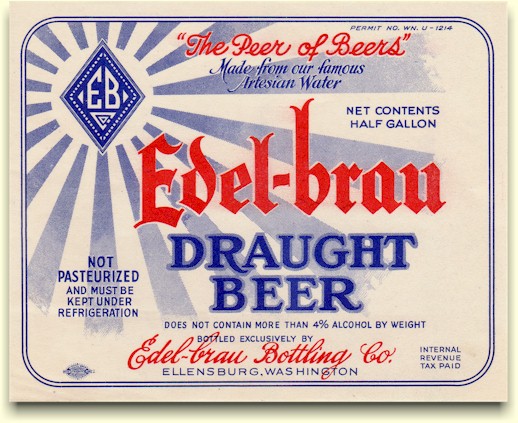 PERMIT NO. WN. U-1214
"The Peer of Beers"
Made from our famous
Artesian Water
EB
NET CONTENTS
HALF GALLON
Edel-brau
DRAUGHT
BEER
NOT
PASTEURIZED
AND MUST BE
KEPT UNDER
REFRIGERATION
DOES NOT CONTAIN MORE THAN 4% ALCOHOL BY WEIGHT
BOTTLED EXCLUSIVELY BY
Edel-brau Bottling Co.
ELLENSBURG, WASHINGTON
INTERNAL
REVENUE
TAX PAID